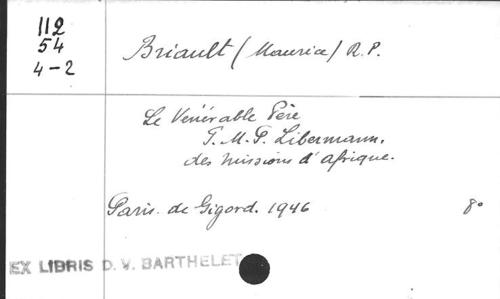 112
54
4-2
Briault (Maurice) R.P.
Le Vénérable Père
F.M.P. Libermann,
des missions d'afrique.
Paris. de Gigord. 1946 8°
EX LIBRIS D. V. BARTHELET